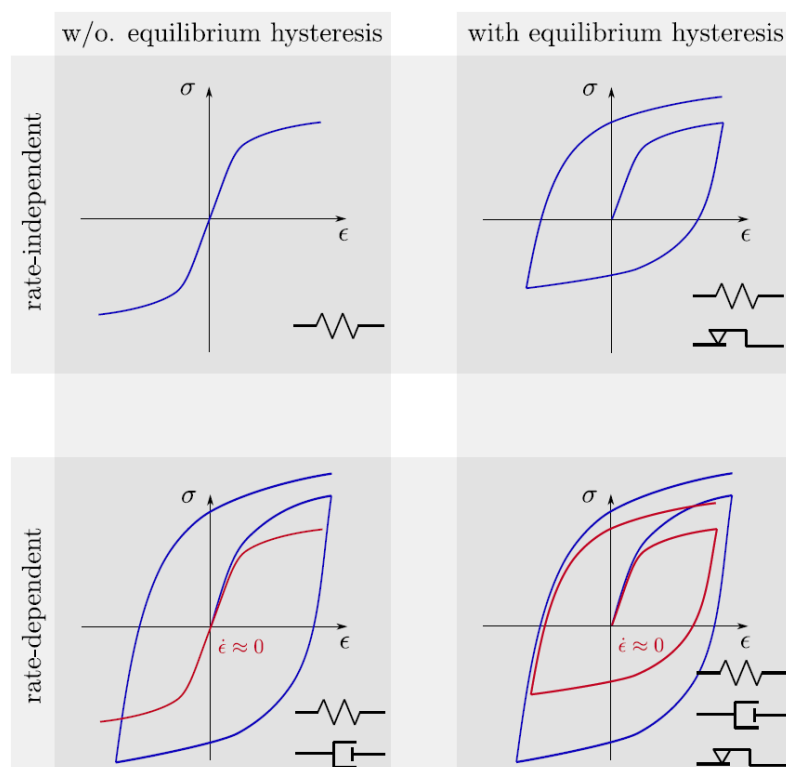 w/o. equilibrium hysteresis
with equilibrium hysteresis
rate-independent
σ
ϵ
σ
ϵ
rate-dependent
σ
ϵ
ϵ̇ ≈ 0
σ
ϵ
ϵ̇ ≈ 0